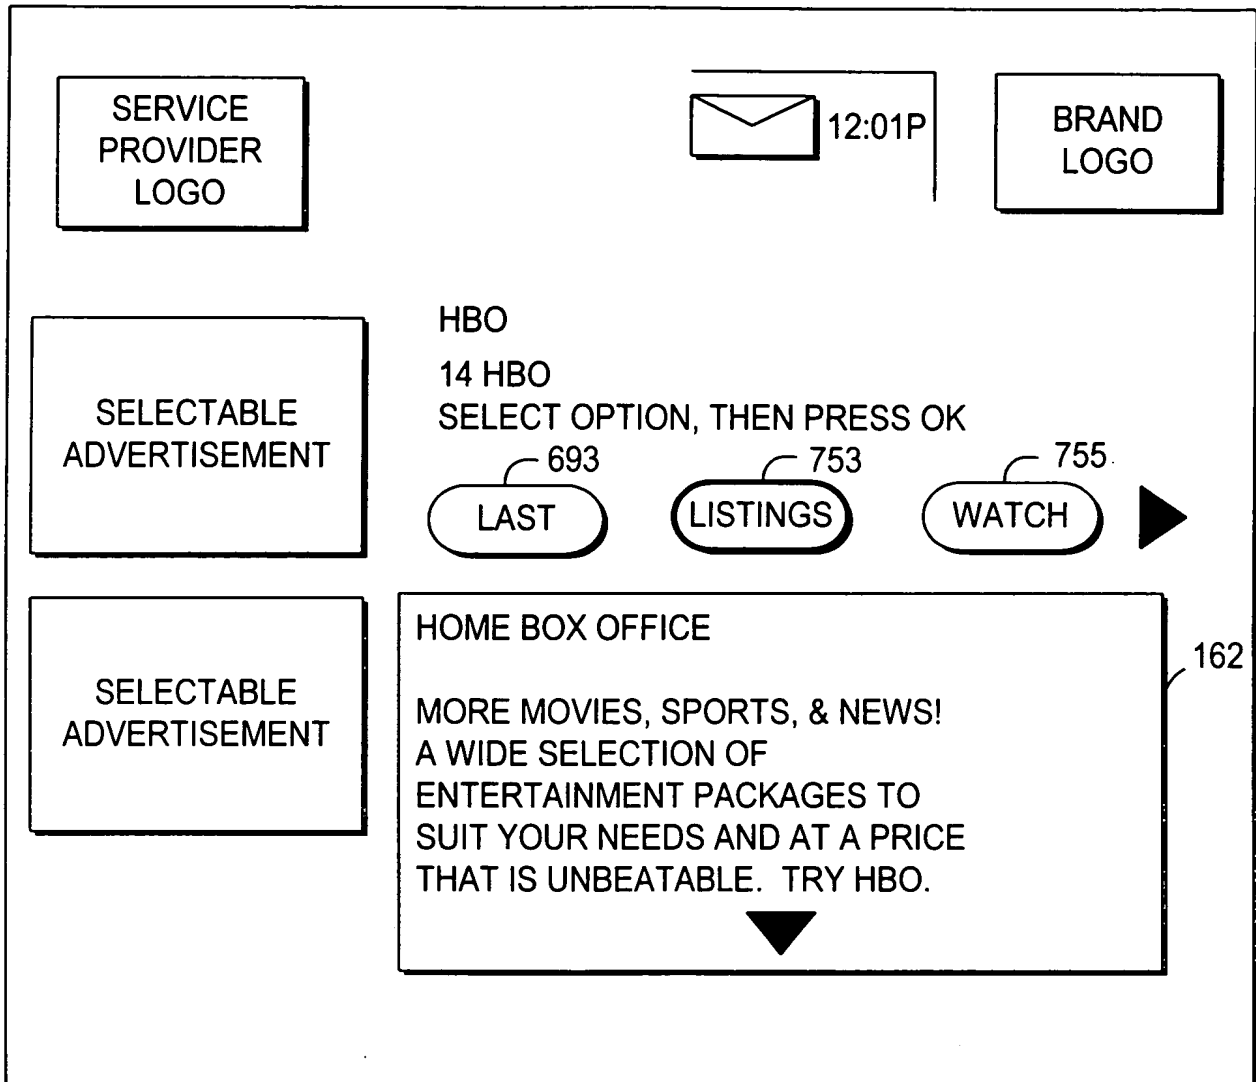 SERVICE
PROVIDER
LOGO
12:01P
BRAND
LOGO
SELECTABLE
ADVERTISEMENT
HBO
14 HBO
SELECT OPTION, THEN PRESS OK
693 753 755
LAST LISTINGS WATCH
SELECTABLE
ADVERTISEMENT
HOME BOX OFFICE
162
MORE MOVIES, SPORTS, & NEWS!
A WIDE SELECTION OF
ENTERTAINMENT PACKAGES TO
SUIT YOUR NEEDS AND AT A PRICE
THAT IS UNBEATABLE. TRY HBO.